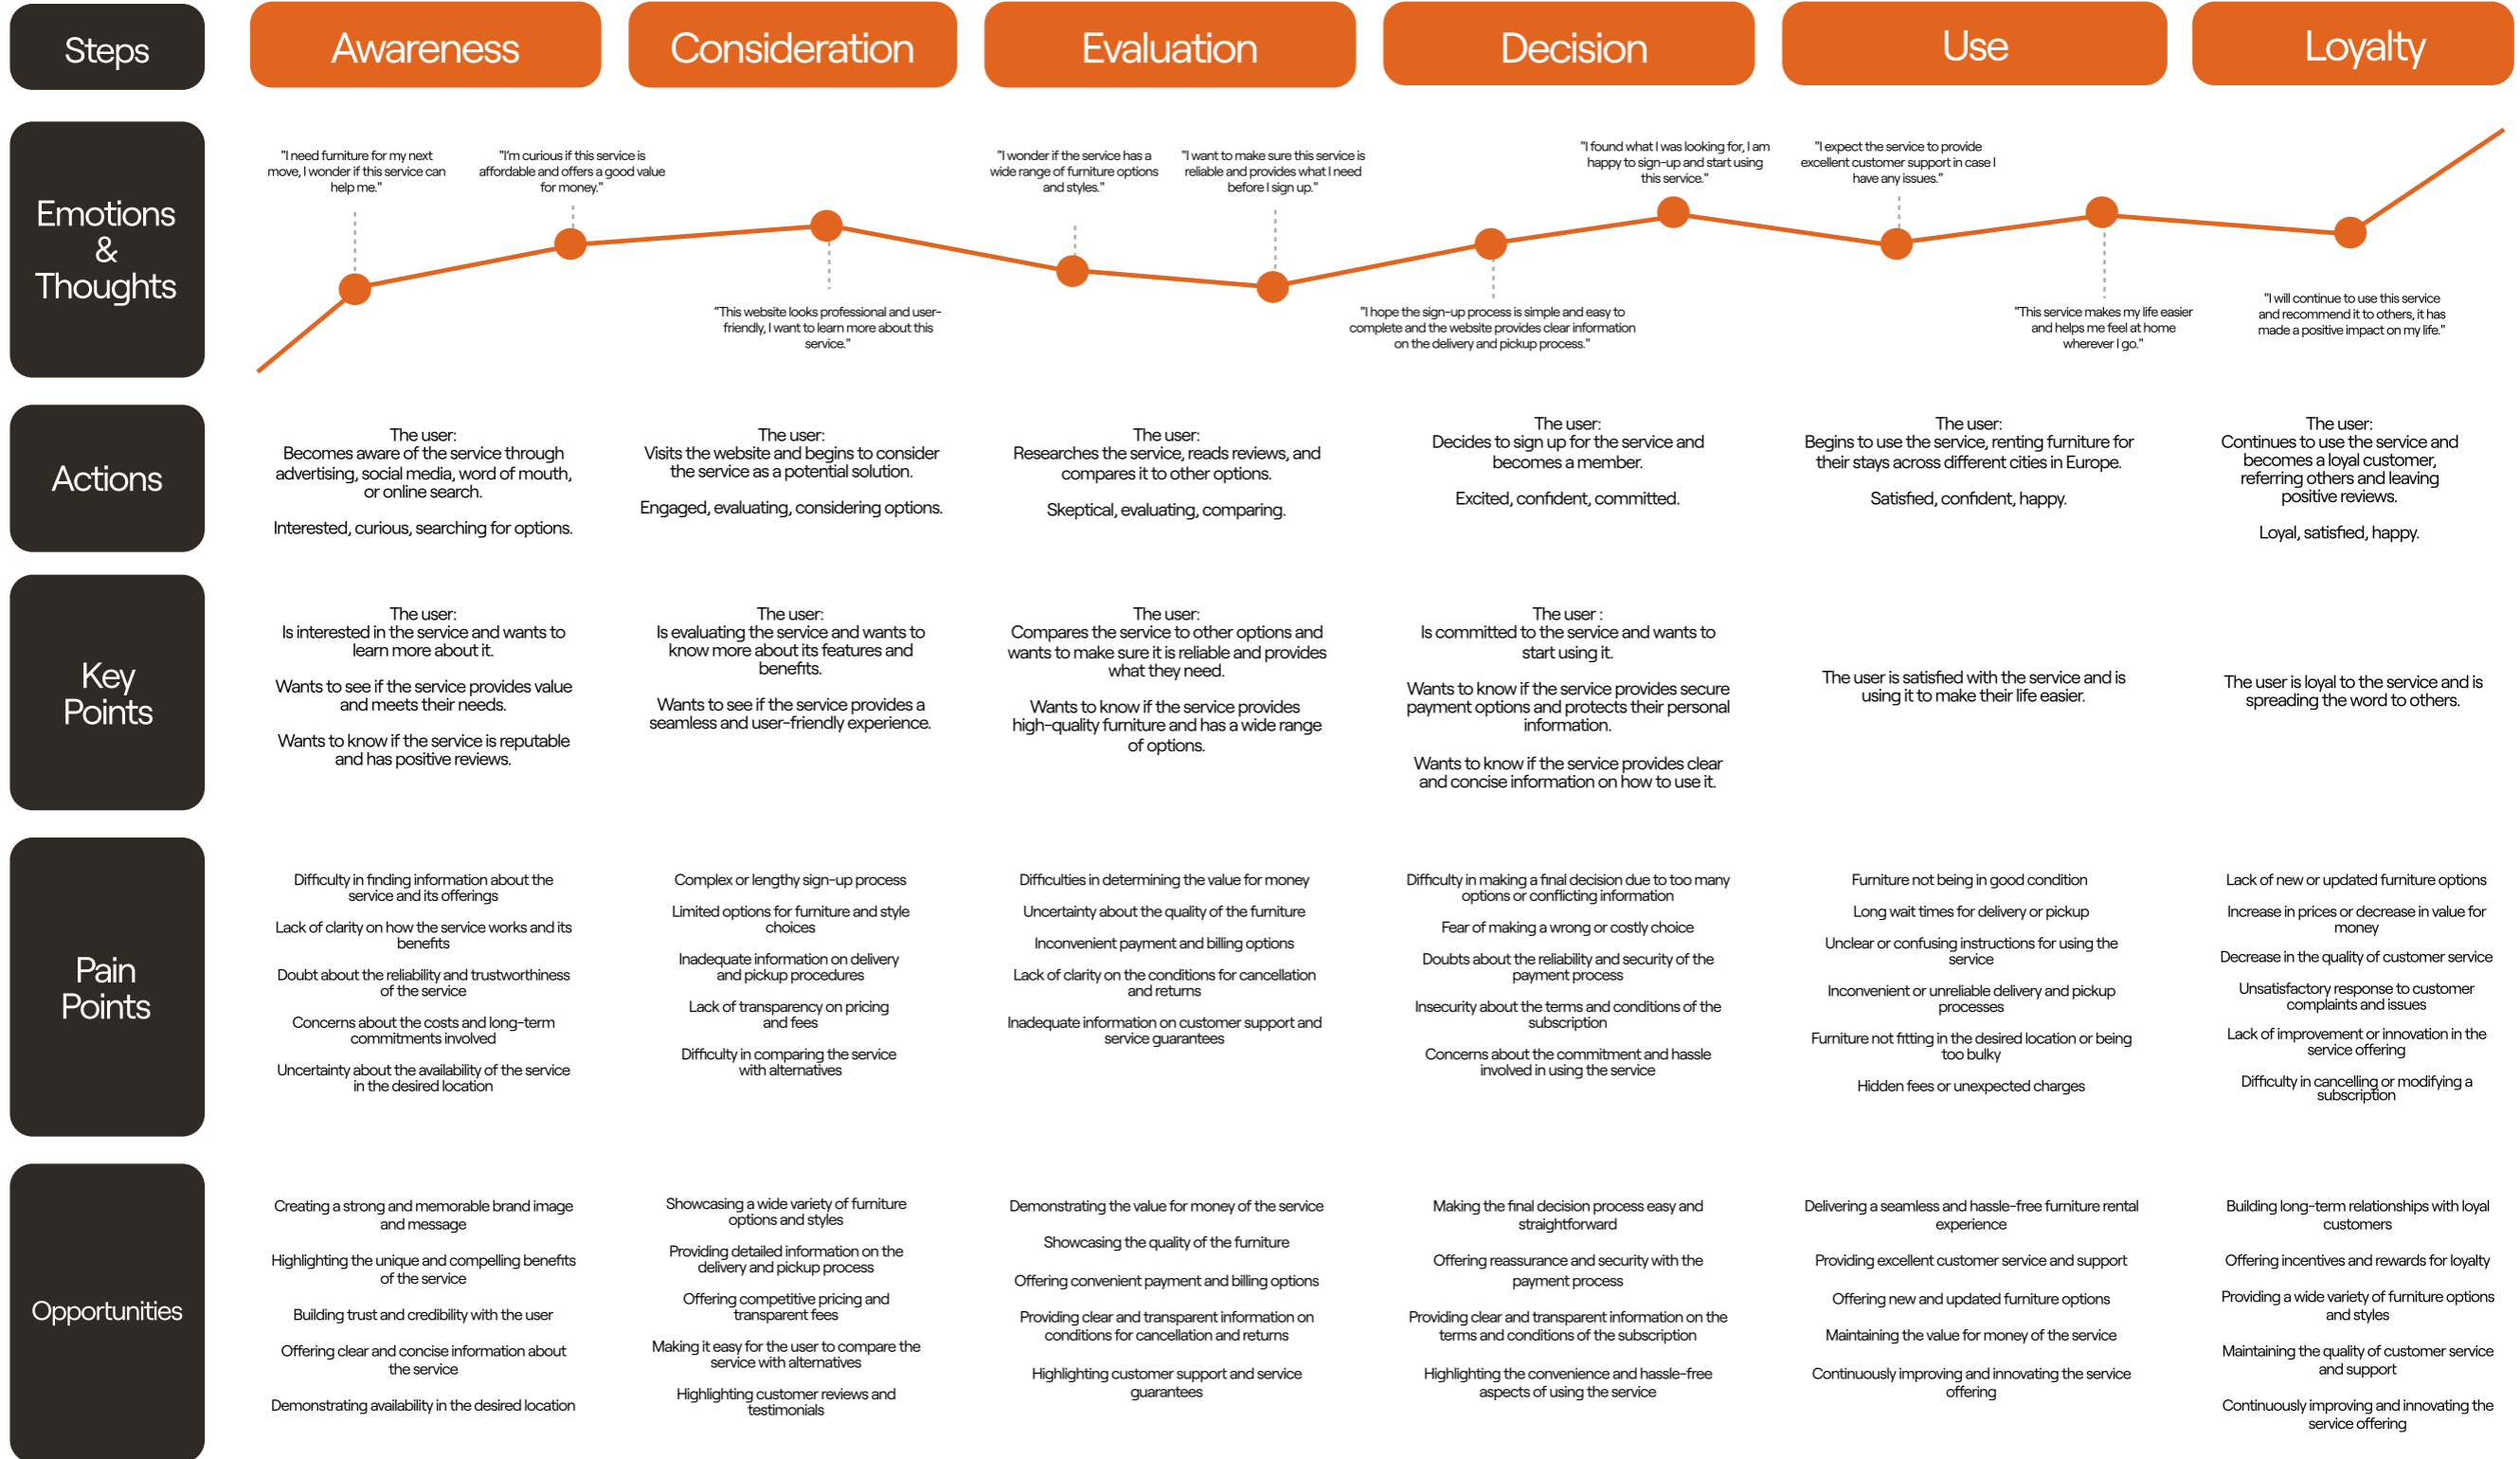 Steps
Awareness
Consideration
Evaluation
Decision
Use
Loyalty
Emotions
&
Thoughts
"I need furniture for my next
move, I wonder if this service can
help me."
"I'm curious if this service is
affordable and offers a good value
for money."
"This website looks professional and user-
friendly, I want to learn more about this
service."
"I wonder if the service has a
wide range of furniture options
and styles."
"I want to make sure this service is
reliable and provides what I need
before I sign up."
"I hope the sign-up process is simple and easy to
complete and the website provides clear information
on the delivery and pickup process."
"I found what I was looking for, I am
happy to sign-up and start using
this service."
"I expect the service to provide
excellent customer support in case I
have any issues."
"This service makes my life easier
and helps me feel at home
wherever I go."
"I will continue to use this service
and recommend it to others, it has
made a positive impact on my life."
Actions
The user:
Becomes aware of the service through
advertising, social media, word of mouth,
or online search.
Interested, curious, searching for options.
The user:
Visits the website and begins to consider
the service as a potential solution.
Engaged, evaluating, considering options.
The user:
Researches the service, reads reviews, and
compares it to other options.
Skeptical, evaluating, comparing.
The user:
Decides to sign up for the service and
becomes a member.
Excited, confident, committed.
The user:
Begins to use the service, renting furniture for
their stays across different cities in Europe.
Satisfied, confident, happy.
The user:
Continues to use the service and
becomes a loyal customer,
referring others and leaving
positive reviews.
Loyal, satisfied, happy.
Key
Points
The user:
Is interested in the service and wants to
learn more about it.
Wants to see if the service provides value
and meets their needs.
Wants to know if the service is reputable
and has positive reviews.
The user:
Is evaluating the service and wants to
know more about its features and
benefits.
Wants to see if the service provides a
seamless and user-friendly experience.
The user:
Compares the service to other options and
wants to make sure it is reliable and provides
what they need.
Wants to know if the service provides
high-quality furniture and has a wide range
of options.
The user :
Is committed to the service and wants to
start using it.
Wants to know if the service provides secure
payment options and protects their personal
information.
Wants to know if the service provides clear
and concise information on how to use it.
The user is satisfied with the service and is
using it to make their life easier.
The user is loyal to the service and is
spreading the word to others.
Pain
Points
Difficulty in finding information about the
service and its offerings
Lack of clarity on how the service works and its
benefits
Doubt about the reliability and trustworthiness
of the service
Concerns about the costs and long-term
commitments involved
Uncertainty about the availability of the service
in the desired location
Complex or lengthy sign-up process
Limited options for furniture and style
choices
Inadequate information on delivery
and pickup procedures
Lack of transparency on pricing
and fees
Difficulty in comparing the service
with alternatives
Difficulties in determining the value for money
Uncertainty about the quality of the furniture
Inconvenient payment and billing options
Lack of clarity on the conditions for cancellation
and returns
Inadequate information on customer support and
service guarantees
Difficulty in making a final decision due to too many
options or conflicting information
Fear of making a wrong or costly choice
Doubts about the reliability and security of the
payment process
Insecurity about the terms and conditions of the
subscription
Concerns about the commitment and hassle
involved in using the service
Furniture not being in good condition
Long wait times for delivery or pickup
Unclear or confusing instructions for using the
service
Inconvenient or unreliable delivery and pickup
processes
Furniture not fitting in the desired location or being
too bulky
Hidden fees or unexpected charges
Lack of new or updated furniture options
Increase in prices or decrease in value for
money
Decrease in the quality of customer service
Unsatisfactory response to customer
complaints and issues
Lack of improvement or innovation in the
service offering
Difficulty in cancelling or modifying a
subscription
Opportunities
Creating a strong and memorable brand image
and message
Highlighting the unique and compelling benefits
of the service
Building trust and credibility with the user
Offering clear and concise information about
the service
Demonstrating availability in the desired location
Showcasing a wide variety of furniture
options and styles
Providing detailed information on the
delivery and pickup process
Offering competitive pricing and
transparent fees
Making it easy for the user to compare the
service with alternatives
Highlighting customer reviews and
testimonials
Demonstrating the value for money of the service
Showcasing the quality of the furniture
Offering convenient payment and billing options
Providing clear and transparent information on
conditions for cancellation and returns
Highlighting customer support and service
guarantees
Making the final decision process easy and
straightforward
Offering reassurance and security with the
payment process
Providing clear and transparent information on the
terms and conditions of the subscription
Highlighting the convenience and hassle-free
aspects of using the service
Delivering a seamless and hassle-free furniture rental
experience
Providing excellent customer service and support
Offering new and updated furniture options
Maintaining the value for money of the service
Continuously improving and innovating the service
offering
Building long-term relationships with loyal
customers
Offering incentives and rewards for loyalty
Providing a wide variety of furniture options
and styles
Maintaining the quality of customer service
and support
Continuously improving and innovating the
service offering